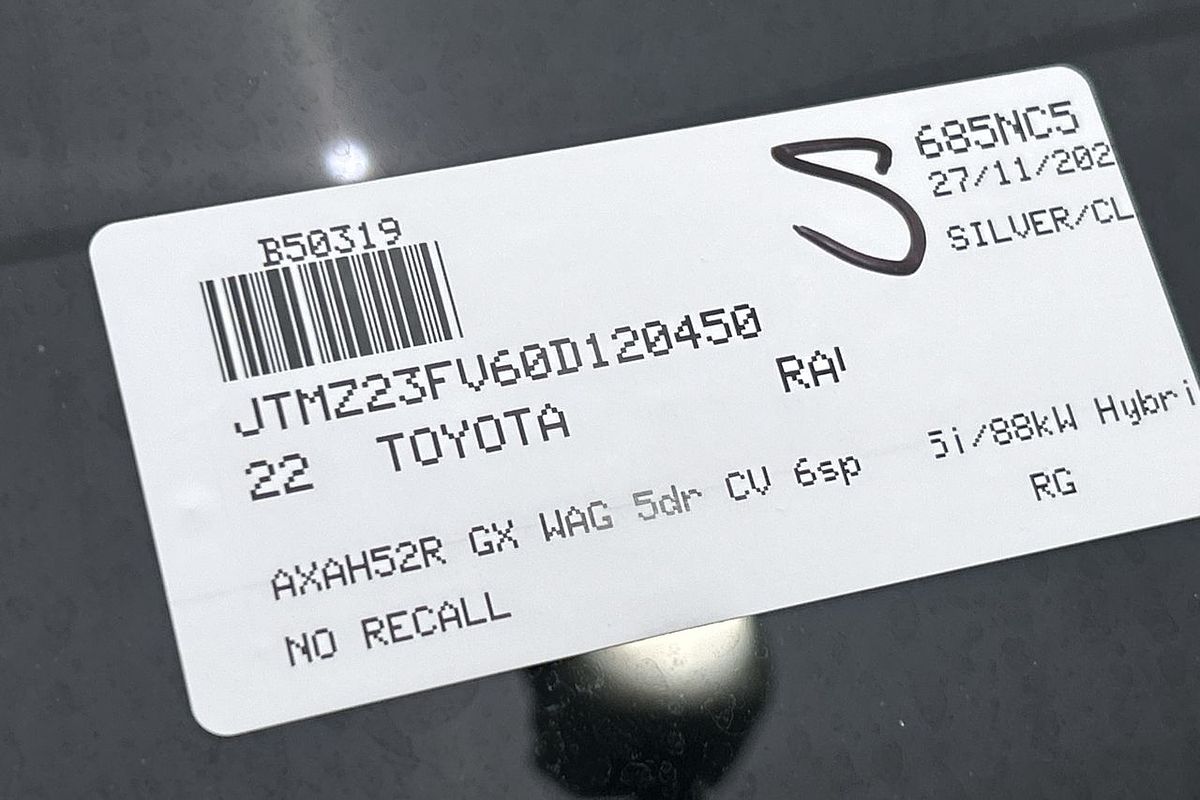 S 685NC5
27/11/202
SILVER/CL
B50319
JTMZ23FV60D120450
22 TOYOTA RA
AXAH52R GX WAG 5dr CV 6sp 5i/88kW Hybri
NO RECALL RG